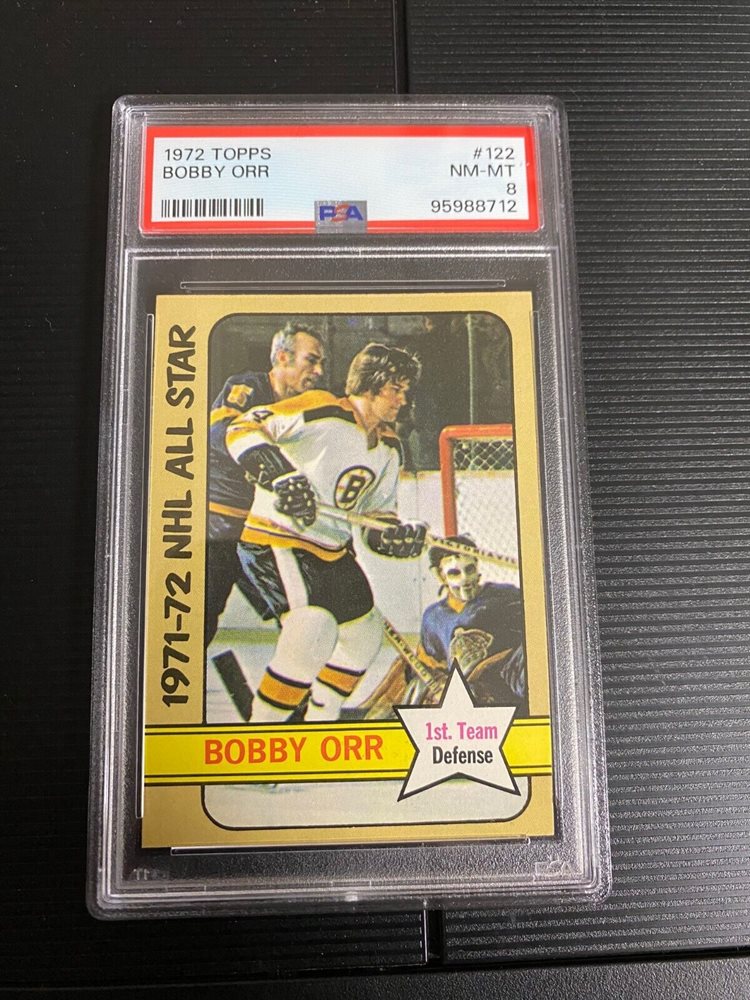 1972 TOPPS #122
BOBBY ORR NM-MT
8
PSA 95988712
1971-72 NHL ALL STAR
B
BOBBY ORR
1st. Team
Defense
PSA